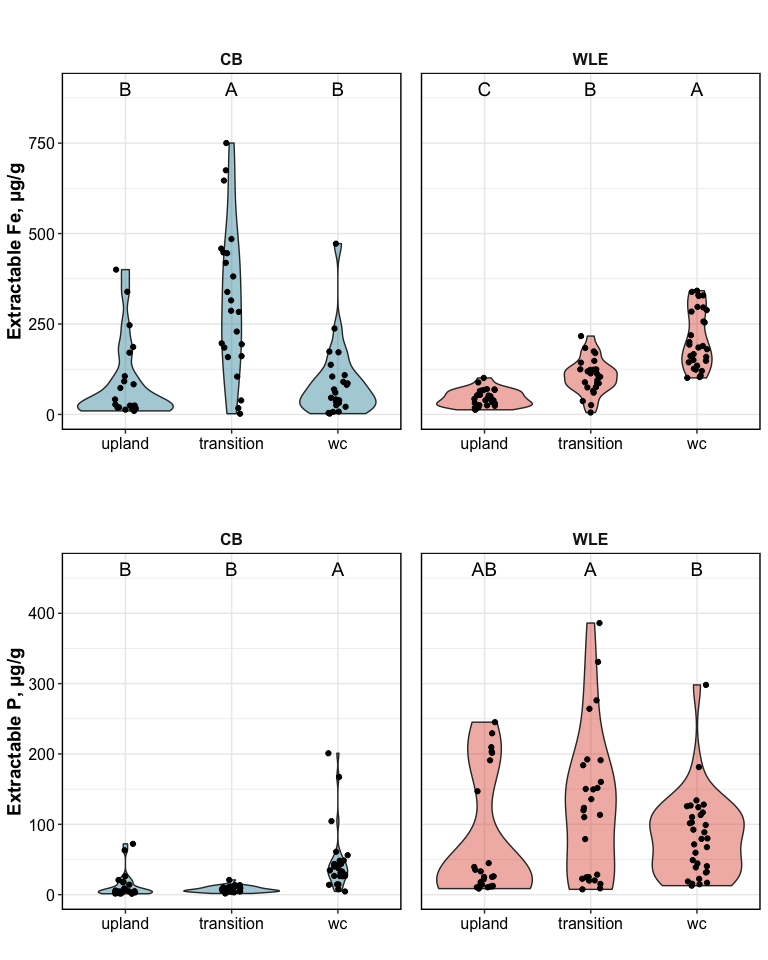 CB WLE
B A B C B A
Extractable Fe, µg/g
750
500
250
0
upland transition wc upland transition wc
CB WLE
B B A AB A B
Extractable P, µg/g
400
300
200
100
0
upland transition wc upland transition wc